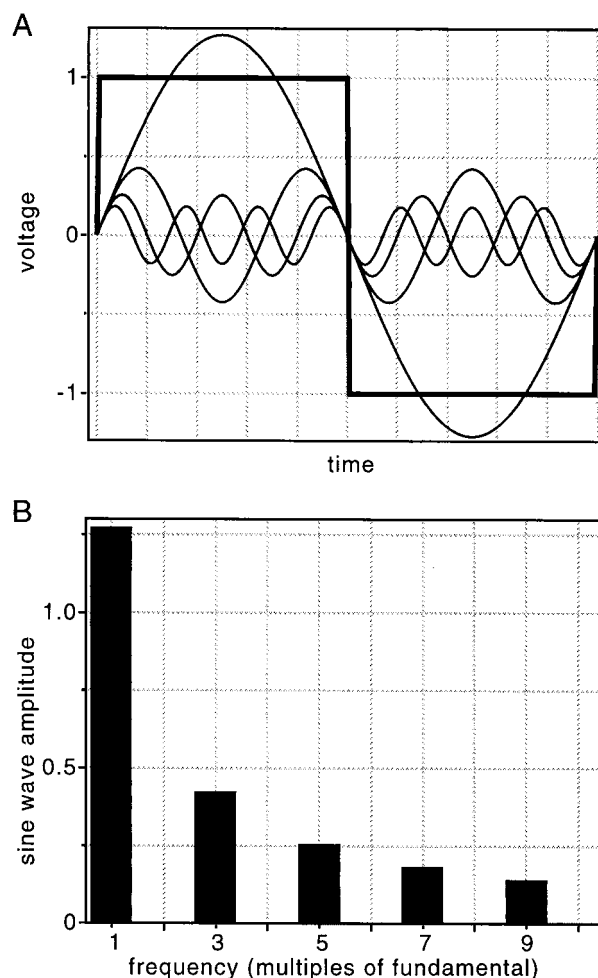 A
1
0
-1
voltage
time
B
1.0
0.5
0
sine wave amplitude
1 3 5 7 9
frequency (multiples of fundamental)